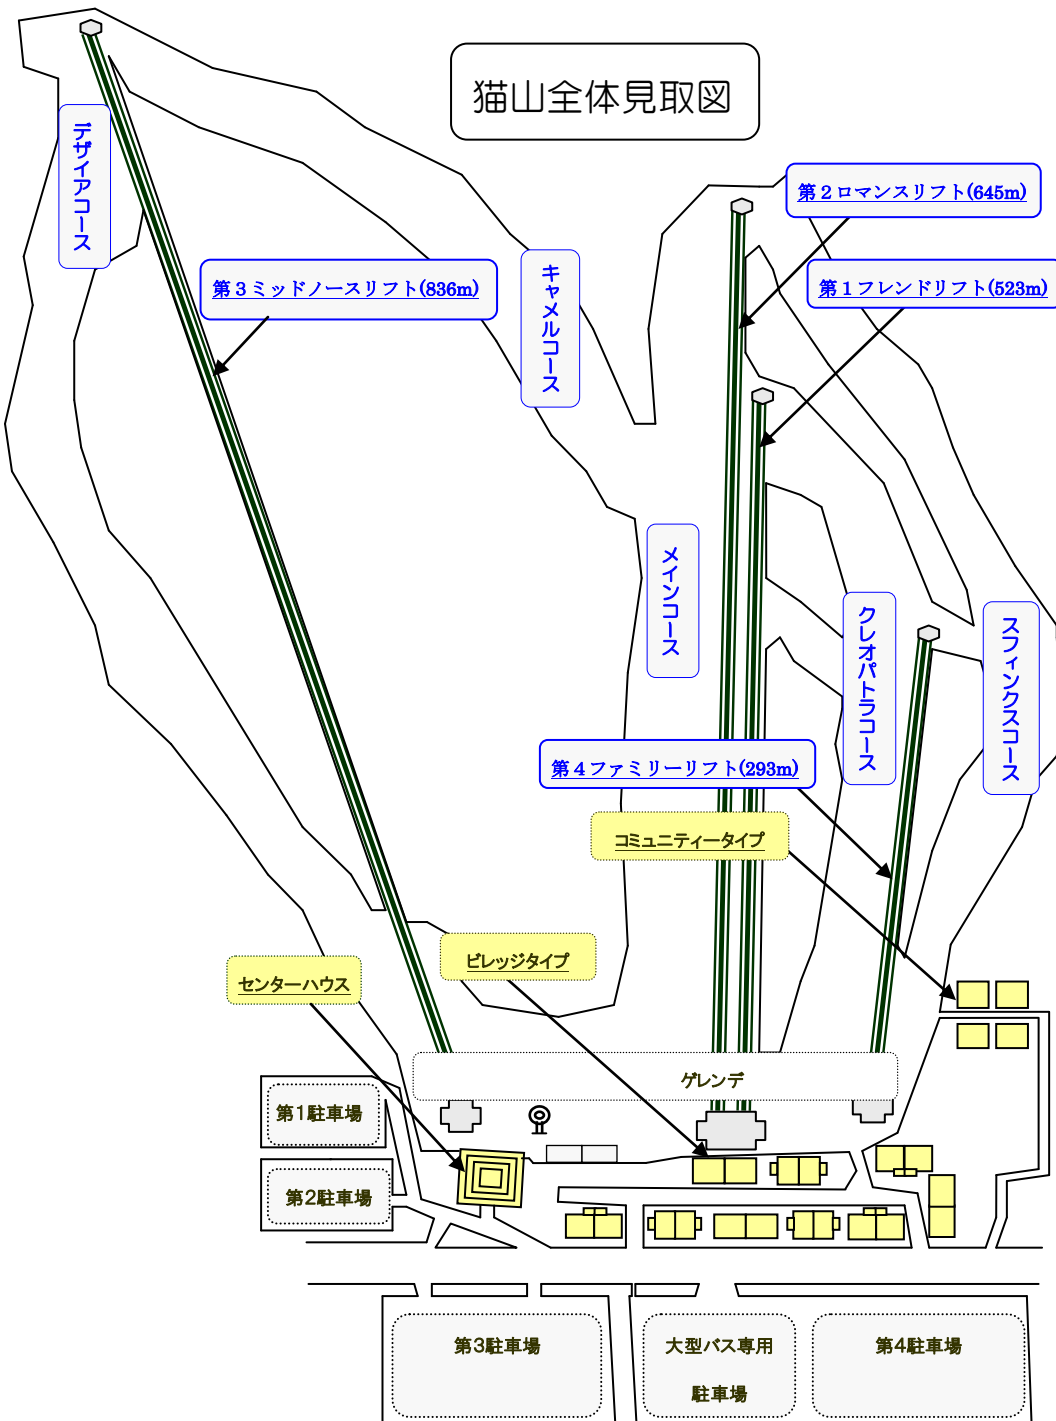 猫山全体見取図
デザイアコース
第2ロマンスリフト(645m)
キャメルコース
第3ミッドノースリフト(836m)
第1フレンドリフト(523m)
メインコース
クレオパトラコース
スフィンクスコース
第4ファミリーリフト(293m)
コミュニティータイプ
ビレッジタイプ
センターハウス
ゲレンデ
第1駐車場
第2駐車場
第3駐車場
大型バス専用
駐車場
第4駐車場